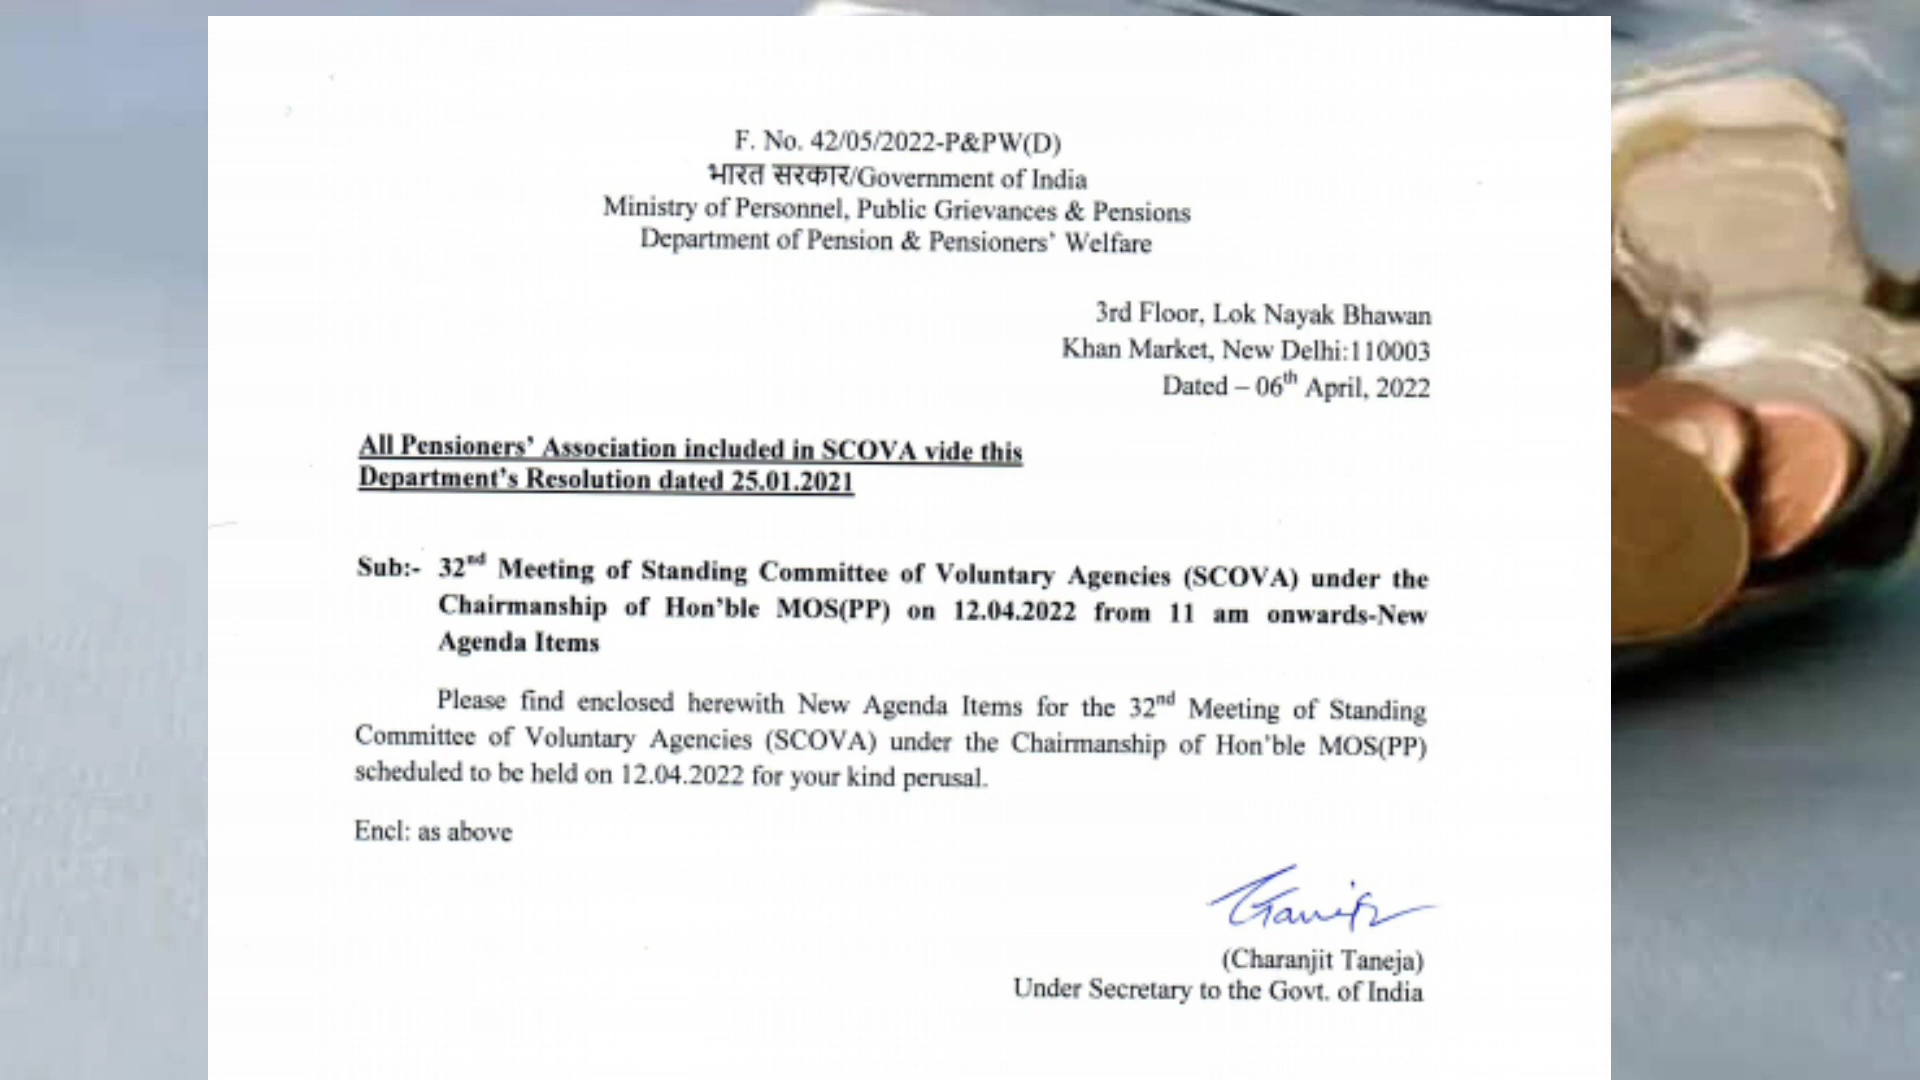 F. No. 42/05/2022-P&PW(D)
भारत सरकार/Government of India
Ministry of Personnel, Public Grievances & Pensions
Department of Pension & Pensioners' Welfare
3rd Floor, Lok Nayak Bhawan
Khan Market, New Delhi:110003
Dated – 06th April, 2022
All Pensioners' Association included in SCOVA vide this
Department's Resolution dated 25.01.2021
Sub:- 32nd Meeting of Standing Committee of Voluntary Agencies (SCOVA) under the
Chairmanship of Hon'ble MOS(PP) on 12.04.2022 from 11 am onwards-New
Agenda Items
Please find enclosed herewith New Agenda Items for the 32nd Meeting of Standing
Committee of Voluntary Agencies (SCOVA) under the Chairmanship of Hon'ble MOS(PP)
scheduled to be held on 12.04.2022 for your kind perusal.
Encl: as above
(Charanjit Taneja)
Under Secretary to the Govt. of India